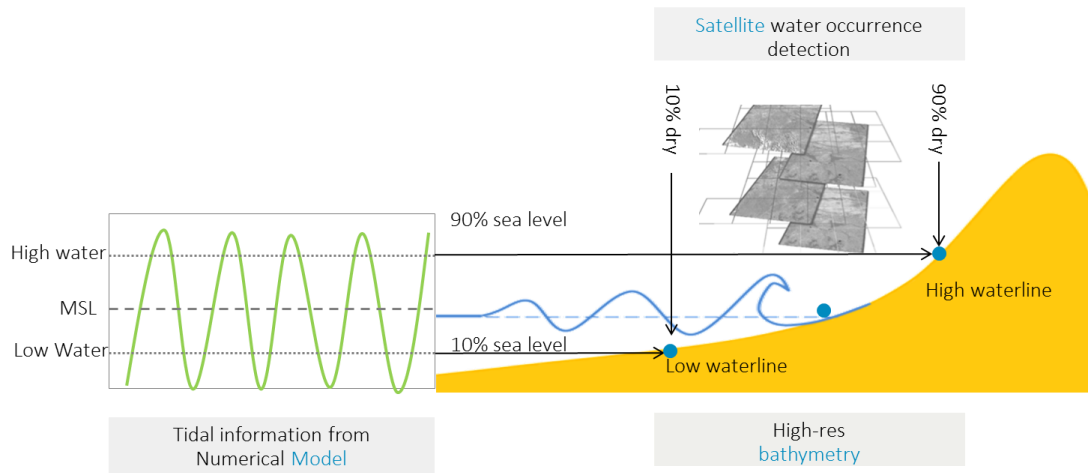 Satellite water occurrence
detection
10% dry
90% dry
90% sea level
High water
MSL
High waterline
Low Water
10% sea level
Low waterline
Tidal information from
Numerical Model
High-res
bathymetry